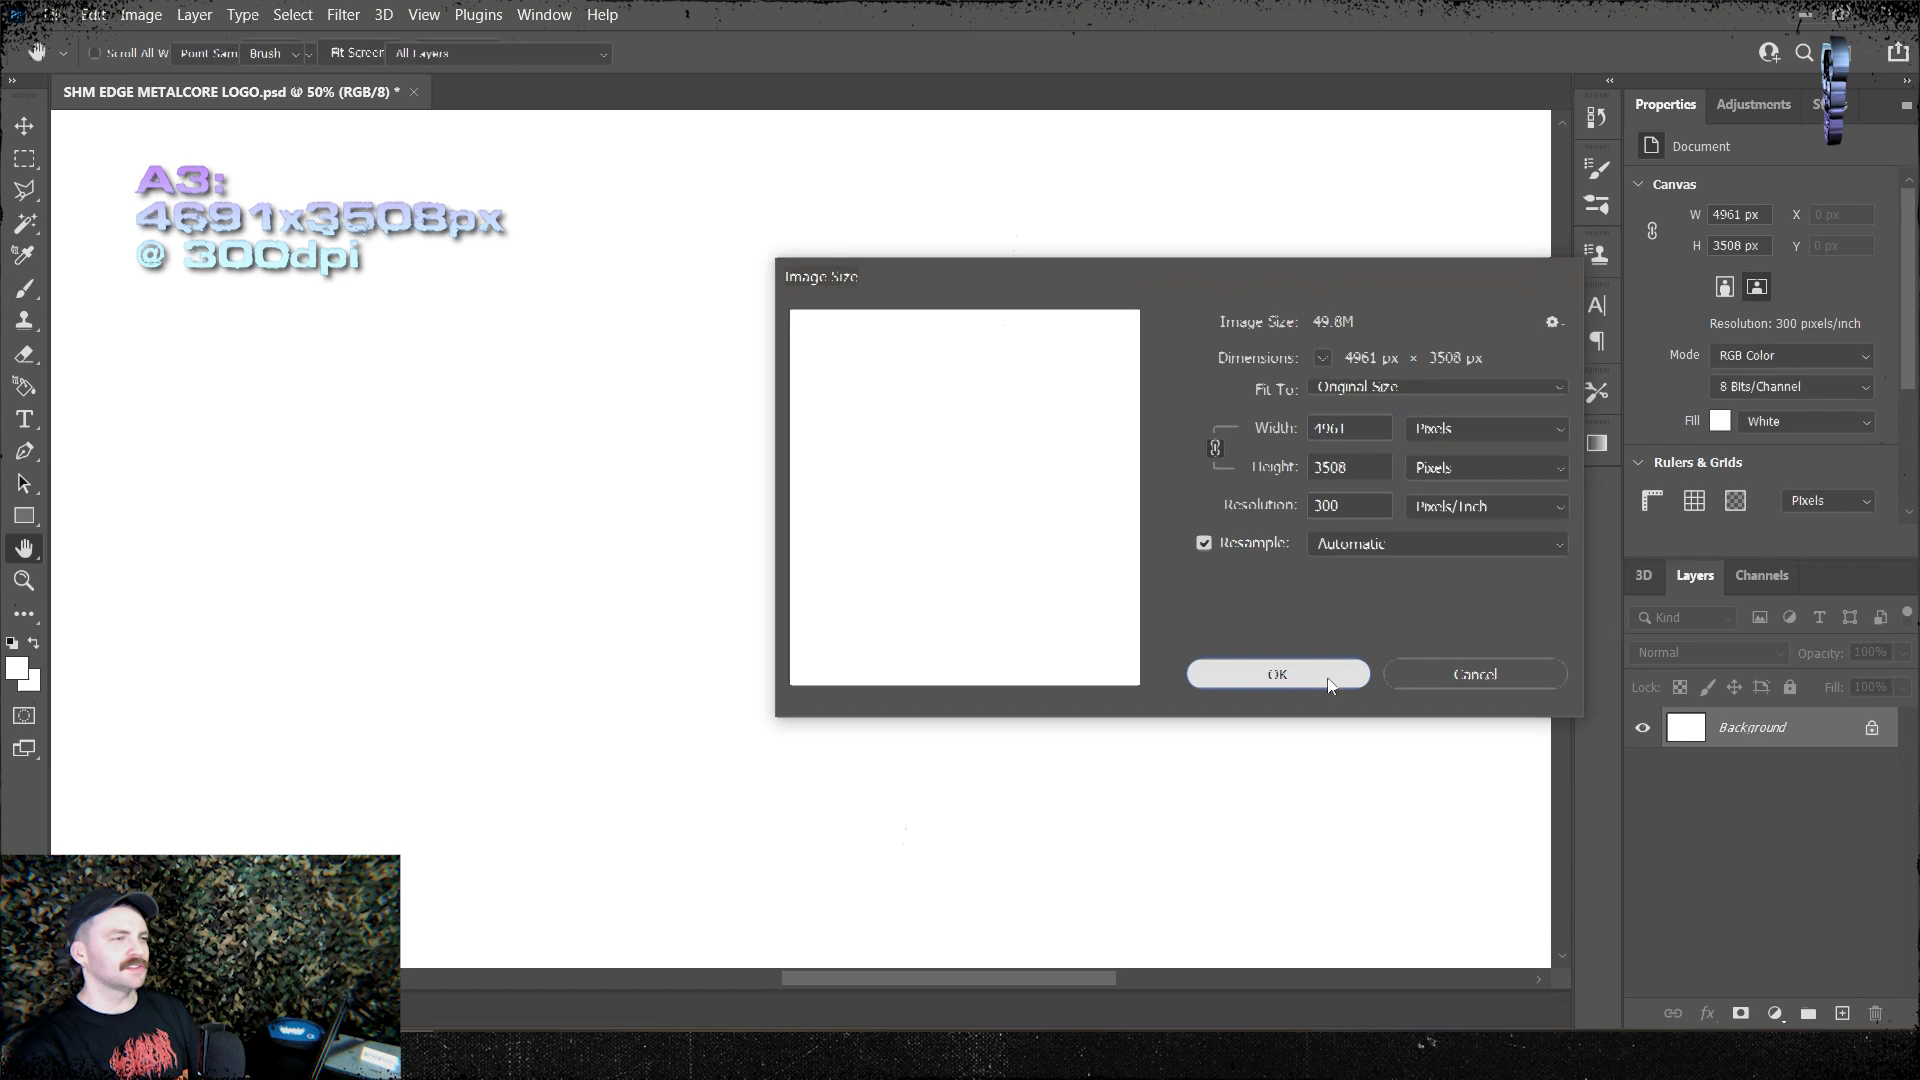 Edit Image Layer Type Select Filter 3D View Plugins Window Help
Scroll All W Point Sam Brush Fit Screen All Layers
SHM EDGE METALCORE LOGO.psd @ 50% (RGB/8) *
A3:
4691x3508px
@ 300dpi
Image Size
Image Size: 49.8M
Dimensions: 4961 px × 3508 px
Fit To: Original Size
Width: 4961 Pixels
Height: 3508 Pixels
Resolution: 300 Pixels/Inch
Resample: Automatic
OK Cancel
Properties Adjustments
Document
Canvas
W 4961 px X 0 px
H 3508 px Y 0 px
Resolution: 300 pixels/inch
Mode RGB Color
8 Bits/Channel
Fill White
Rulers & Grids
Pixels
3D Layers Channels
Kind
Normal Opacity: 100%
Lock: Fill: 100%
Background